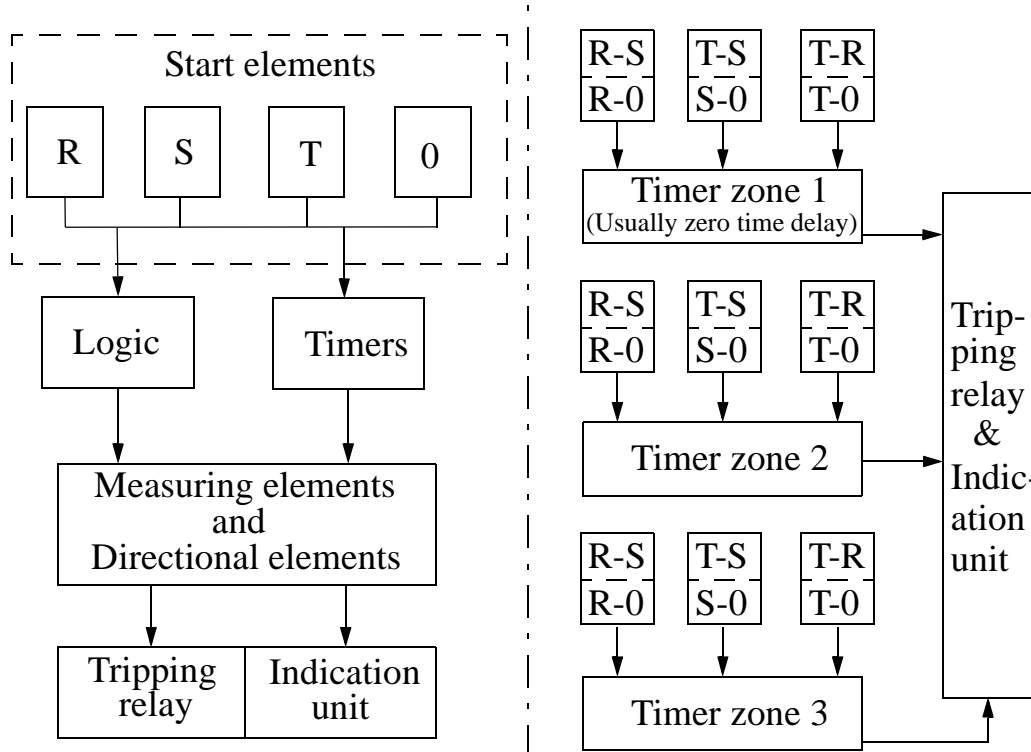 Start elements
R
S
T
0
Logic
Timers
Measuring elements
and
Directional elements
Tripping
relay
Indication
unit
R-S
R-0
T-S
S-0
T-R
T-0
Timer zone 1
(Usually zero time delay)
R-S
R-0
T-S
S-0
T-R
T-0
Timer zone 2
R-S
R-0
T-S
S-0
T-R
T-0
Timer zone 3
Trip-
ping
relay
&
Indic-
ation
unit